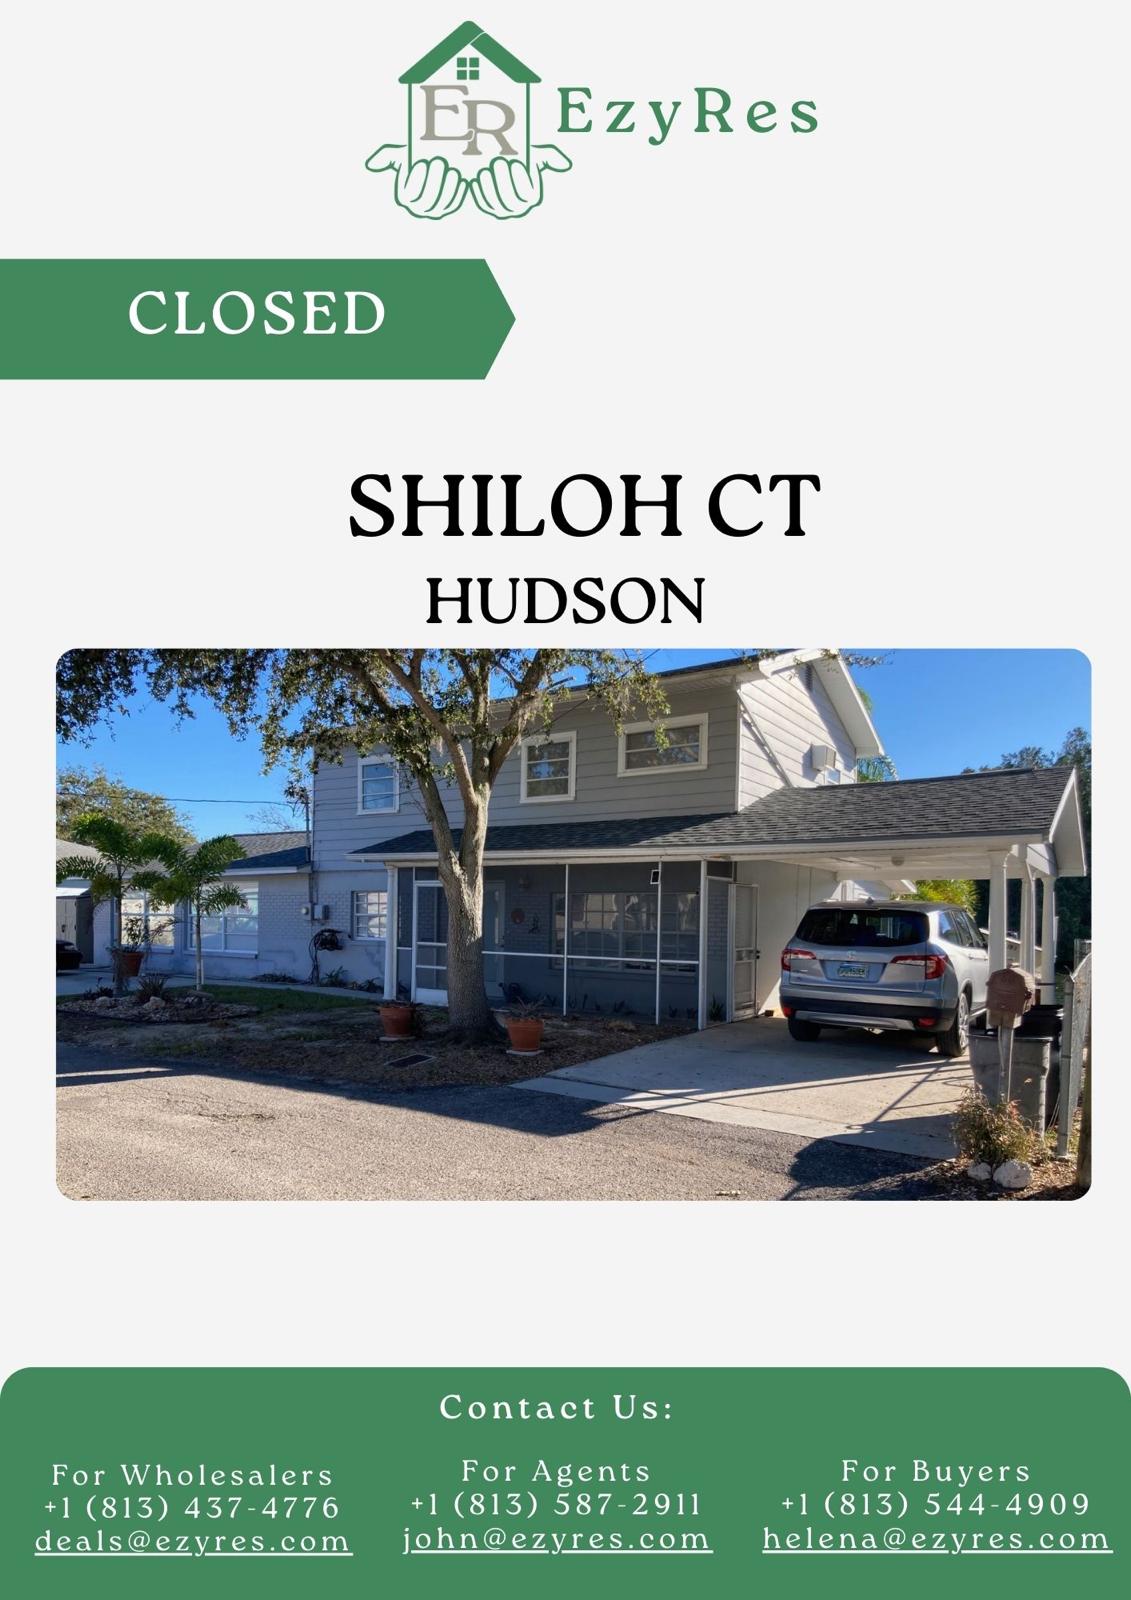 ER
EzyRes
CLOSED
SHILOH CT
HUDSON
Contact Us:
For Wholesalers
+1 (813) 437-4776
deals@ezyres.com
For Agents
+1 (813) 587-2911
john@ezyres.com
For Buyers
+1 (813) 544-4909
helena@ezyres.com